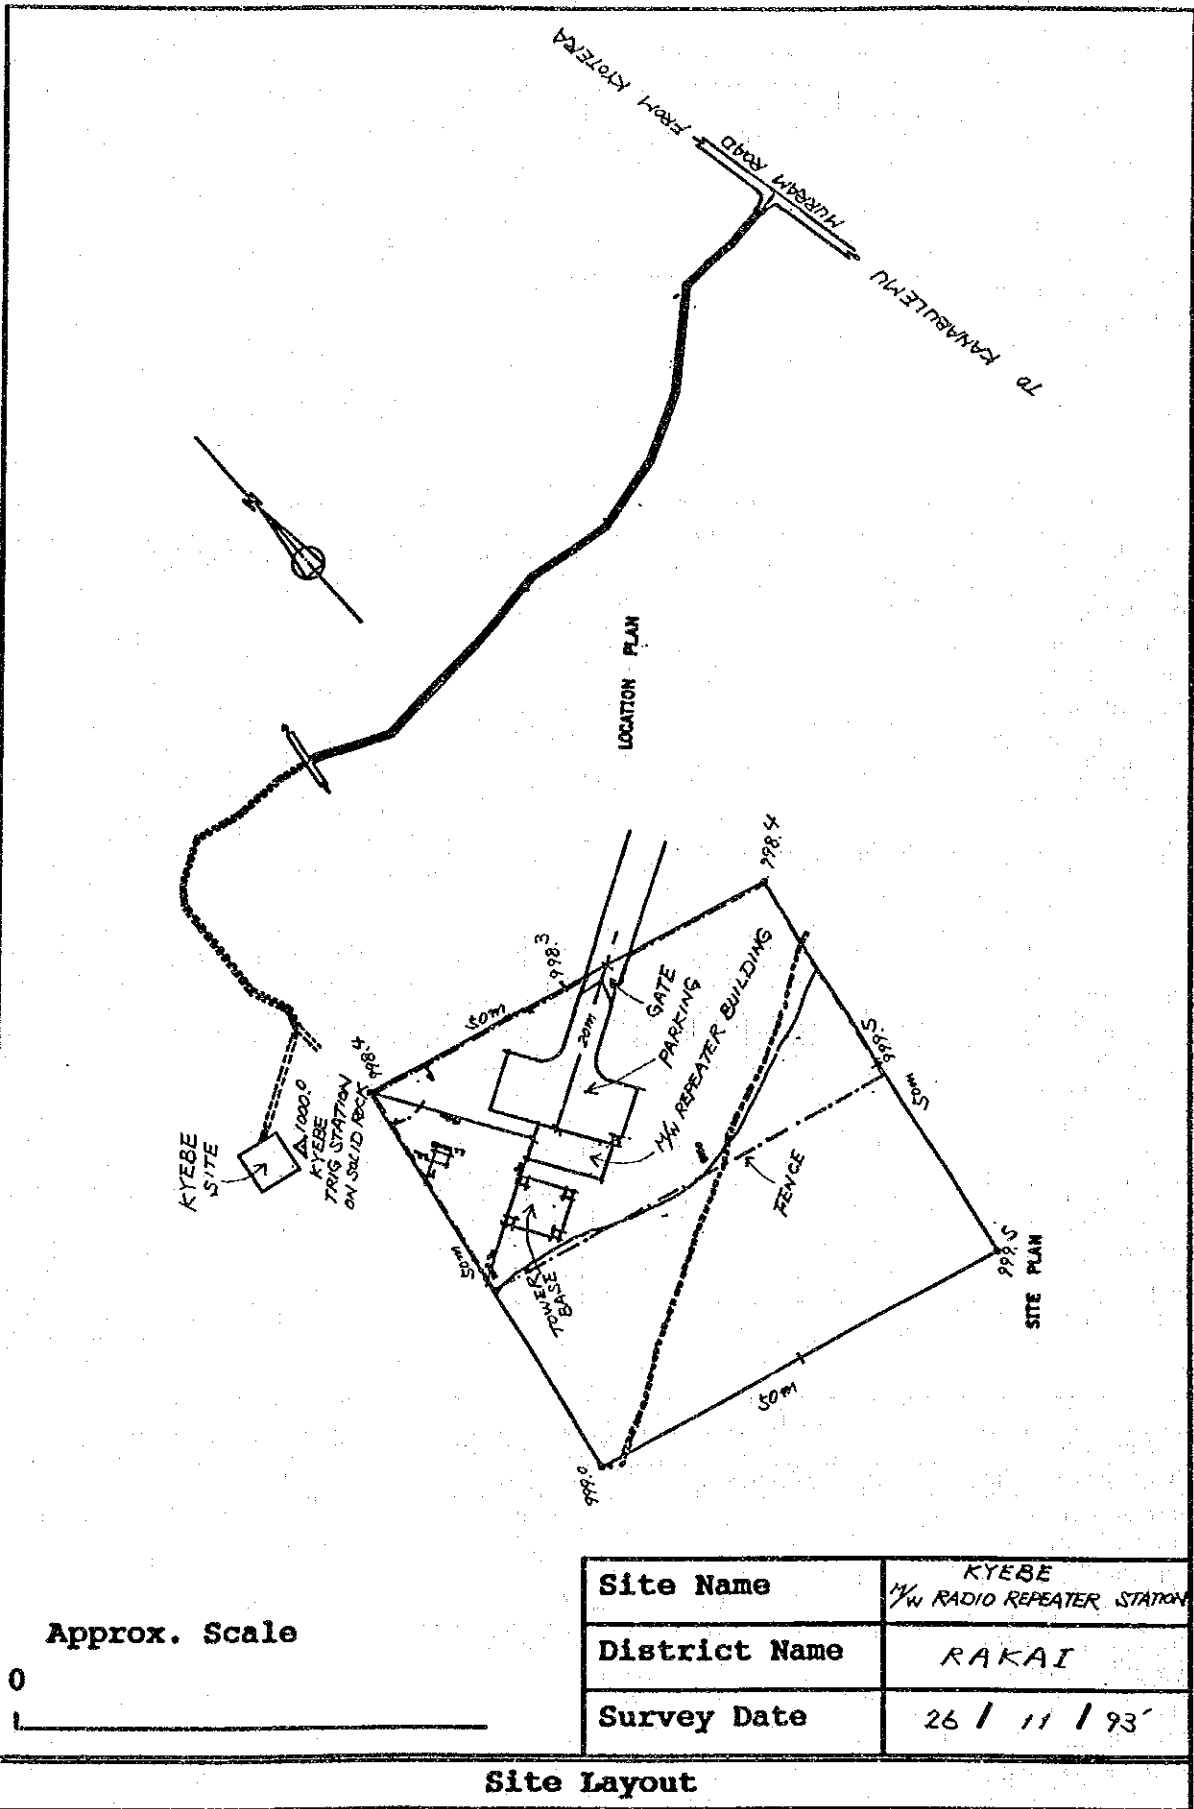 FROM KYOTERA
MURRAM ROAD
TO KANABULEMU
N
LOCATION PLAN
KYEBE
SITE
1000.0
KYEBE
TRIG STATION
ON SOLID ROCK
998.4
50m
998.3
20m
GATE
PARKING
M/W REPEATER BUILDING
998.4
50m
TOWER
BASE
FENCE
999.5
50m
999.5
SITE PLAN
50m
999.0
Approx. Scale
0
Site Name
KYEBE
M/W RADIO REPEATER STATION
District Name
RAKAI
Survey Date
26 / 11 / 93'
Site Layout